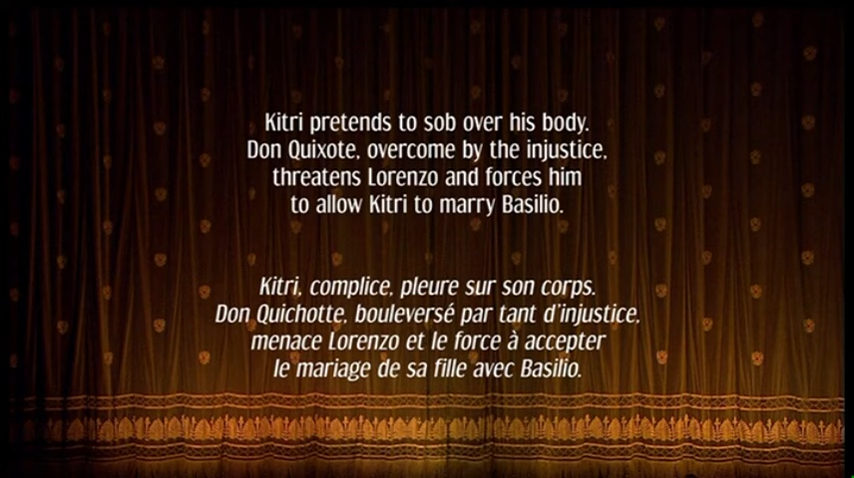 Kitri pretends to sob over his body.
Don Quixote, overcome by the injustice,
threatens Lorenzo and forces him
to allow Kitri to marry Basilio.
Kitri, complice, pleure sur son corps.
Don Quichotte, bouleversé par tant d'injustice,
menace Lorenzo et le force à accepter
le mariage de sa fille avec Basilio.